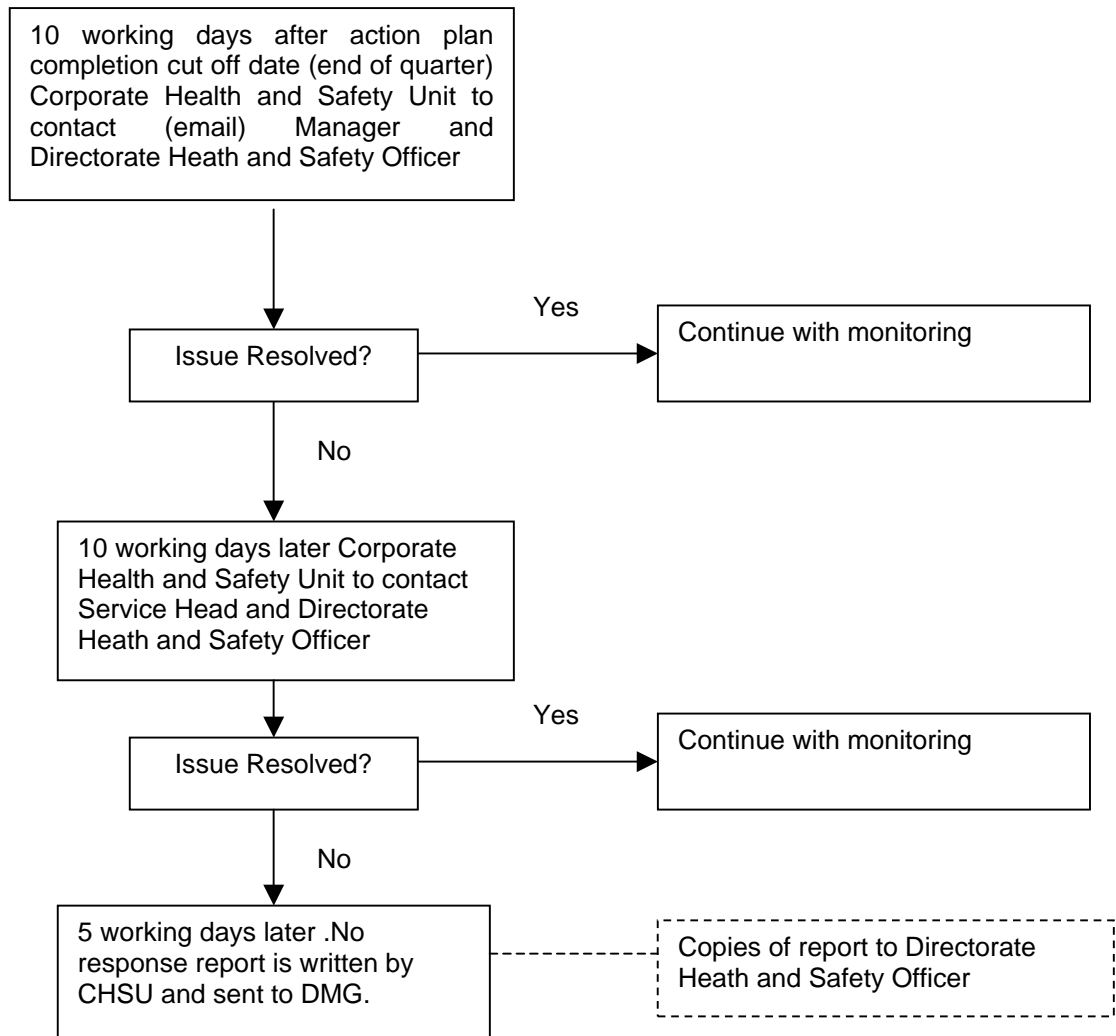 10 working days after action plan
completion cut off date (end of quarter)
Corporate Health and Safety Unit to
contact (email) Manager and
Directorate Heath and Safety Officer
Yes
Issue Resolved?
Continue with monitoring
No
10 working days later Corporate
Health and Safety Unit to contact
Service Head and Directorate
Heath and Safety Officer
Yes
Issue Resolved?
Continue with monitoring
No
5 working days later .No
response report is written by
CHSU and sent to DMG.
Copies of report to Directorate
Heath and Safety Officer